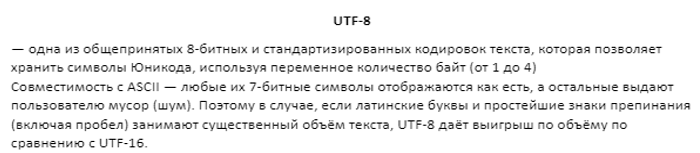 UTF-8
— одна из общепринятых 8-битных и стандартизированных кодировок текста, которая позволяет
хранить символы Юникода, используя переменное количество байт (от 1 до 4)
Совместимость с ASCII — любые их 7-битные символы отображаются как есть, а остальные выдают
пользователю мусор (шум). Поэтому в случае, если латинские буквы и простейшие знаки препинания
(включая пробел) занимают существенный объём текста, UTF-8 даёт выигрыш по объёму по
сравнению с UTF-16.